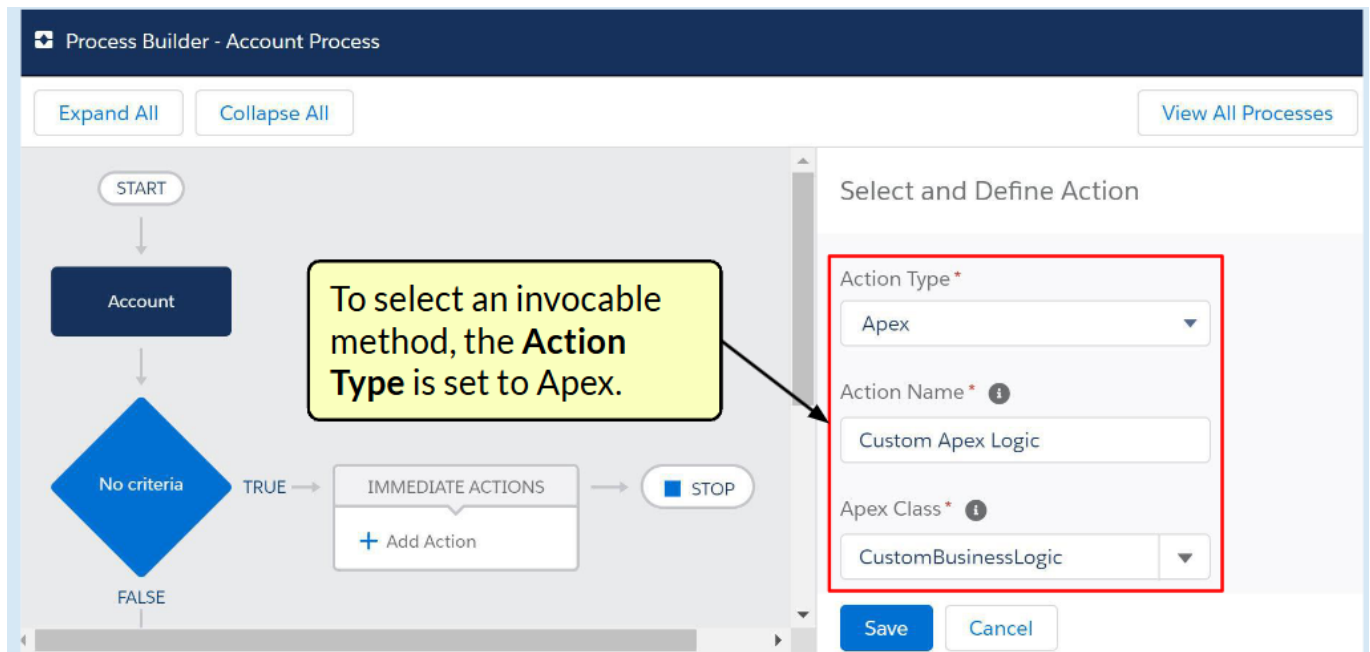 Process Builder - Account Process
Expand All
Collapse All
View All Processes
START
Account
No criteria
TRUE
IMMEDIATE ACTIONS
+ Add Action
STOP
FALSE
To select an invocable
method, the Action
Type is set to Apex.
Select and Define Action
Action Type*
Apex
Action Name*
Custom Apex Logic
Apex Class*
CustomBusinessLogic
Save
Cancel